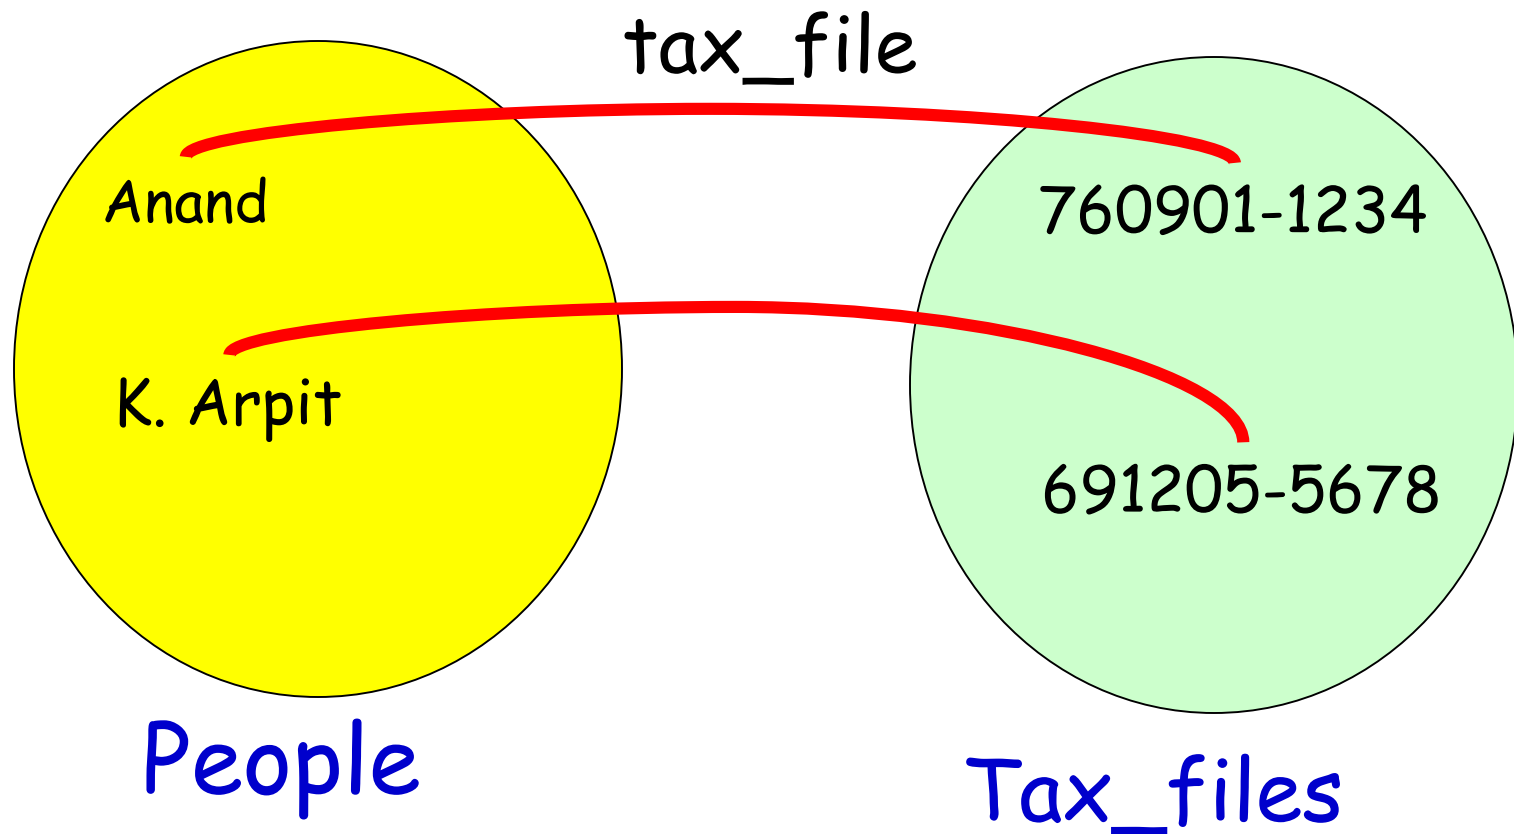 tax_file
Anand
760901-1234
K. Arpit
691205-5678
People
Tax_files